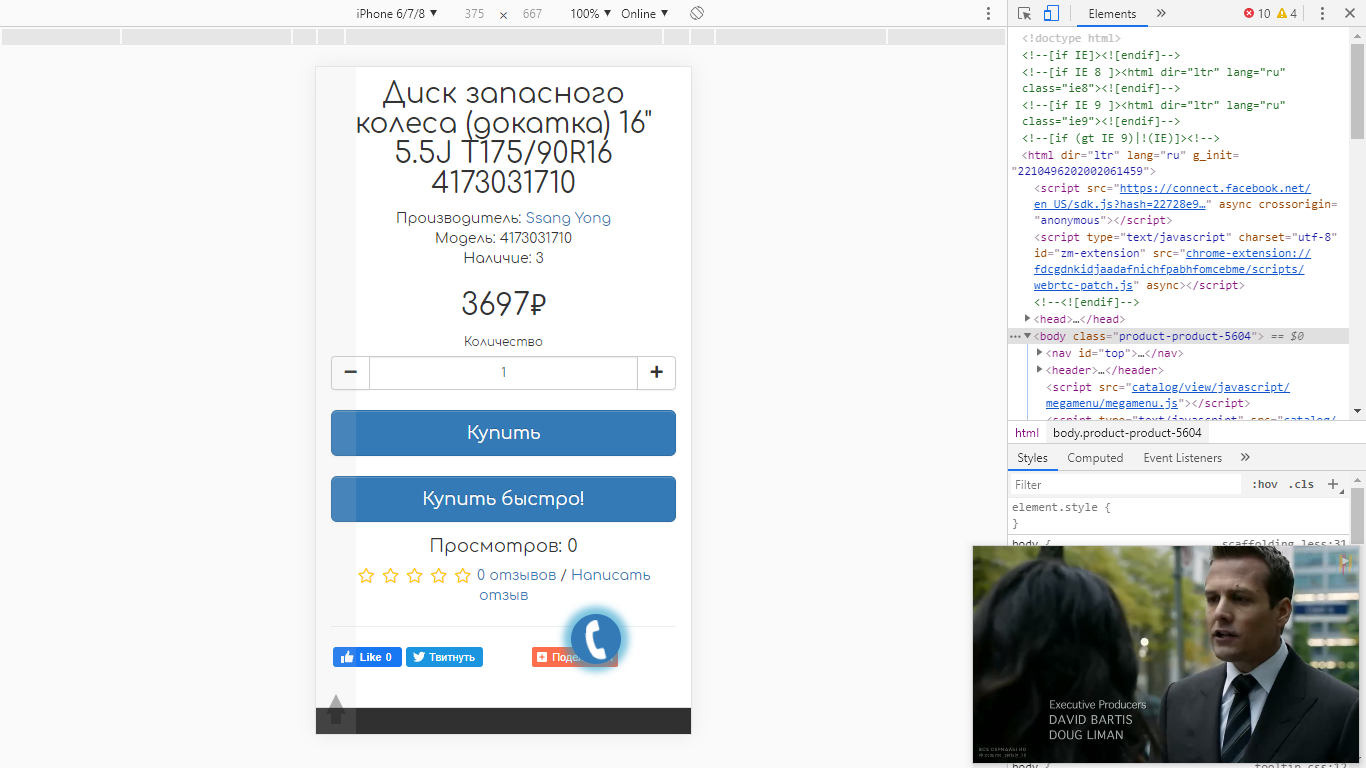 iPhone 6/7/8 ▼ 375 × 667 100% ▼ Online ▼
Диск запасного
колеса (докатка) 16"
5.5J T175/90R16
4173031710
Производитель: Ssang Yong
Модель: 4173031710
Наличие: 3
3697₽
Количество
− 1 +
Купить
Купить быстро!
Просмотров: 0
0 отзывов / Написать
отзыв
Like 0 Твитнуть
Elements » 10 4
<!doctype html>
<!--[if IE]><![endif]-->
<!--[if IE 8 ]><html dir="ltr" lang="ru"
class="ie8"><![endif]-->
<!--[if IE 9 ]><html dir="ltr" lang="ru"
class="ie9"><![endif]-->
<!--[if (gt IE 9)|!(IE)]><!-->
<html dir="ltr" lang="ru" g_init=
"2210496202002061459">
<script src="https://connect.facebook.net/
en_US/sdk.js?hash=22728e9…" async crossorigin=
"anonymous"></script>
<script type="text/javascript" charset="utf-8"
id="zm-extension" src="chrome-extension://
fdcgdnkidjaadafnichfpabhfomcebme/scripts/
webrtc-patch.js" async></script>
<!--<![endif]-->
<head>…</head>
<body class="product-product-5604"> == $0
<nav id="top">…</nav>
<header>…</header>
<script src="catalog/view/javascript/
megamenu/megamenu.js"></script>
<script type="text/javascript" src="catalog/
html body.product-product-5604
Styles Computed Event Listeners »
Filter :hov .cls +
element.style {
}
body { scaffolding.less:31
Executive Producers
DAVID BARTIS
DOUG LIMAN
body { tooltip.css:12